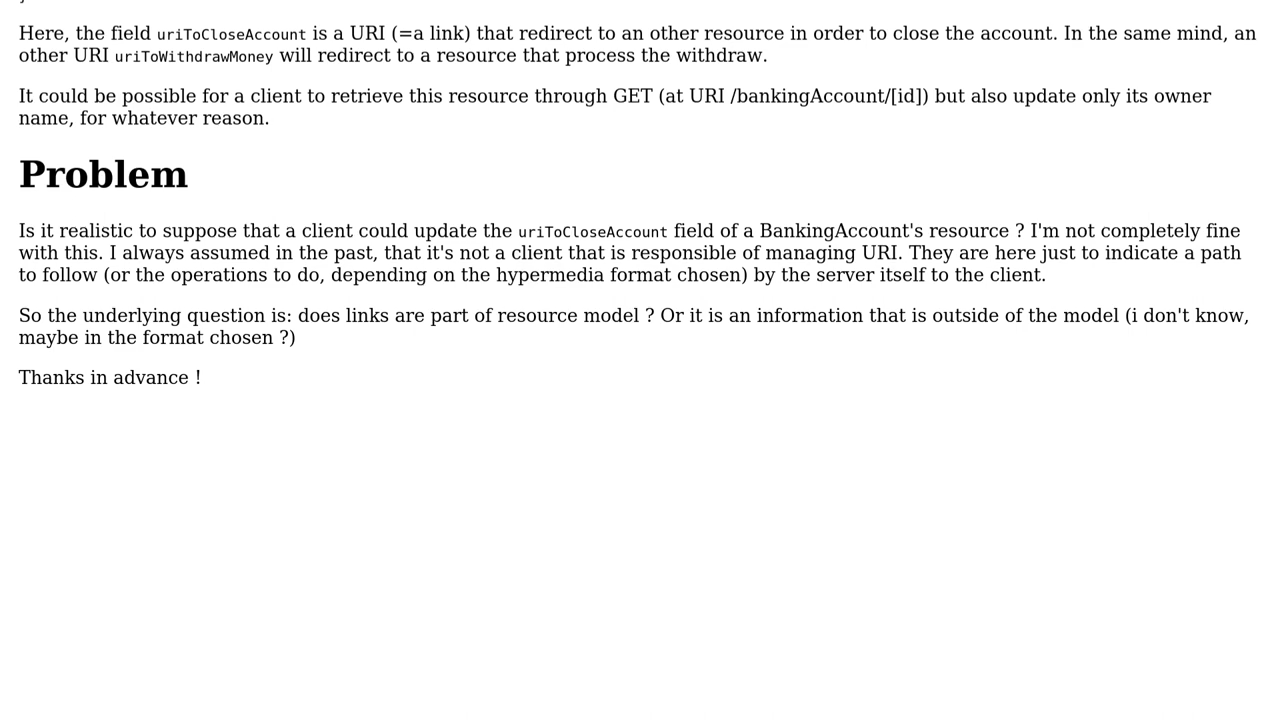 Here, the field uriToCloseAccount is a URI (=a link) that redirect to an other resource in order to close the account. In the same mind, an
other URI uriToWithdrawMoney will redirect to a resource that process the withdraw.
It could be possible for a client to retrieve this resource through GET (at URI /bankingAccount/[id]) but also update only its owner
name, for whatever reason.
Problem
Is it realistic to suppose that a client could update the uriToCloseAccount field of a BankingAccount's resource ? I'm not completely fine
with this. I always assumed in the past, that it's not a client that is responsible of managing URI. They are here just to indicate a path
to follow (or the operations to do, depending on the hypermedia format chosen) by the server itself to the client.
So the underlying question is: does links are part of resource model ? Or it is an information that is outside of the model (i don't know,
maybe in the format chosen ?)
Thanks in advance !